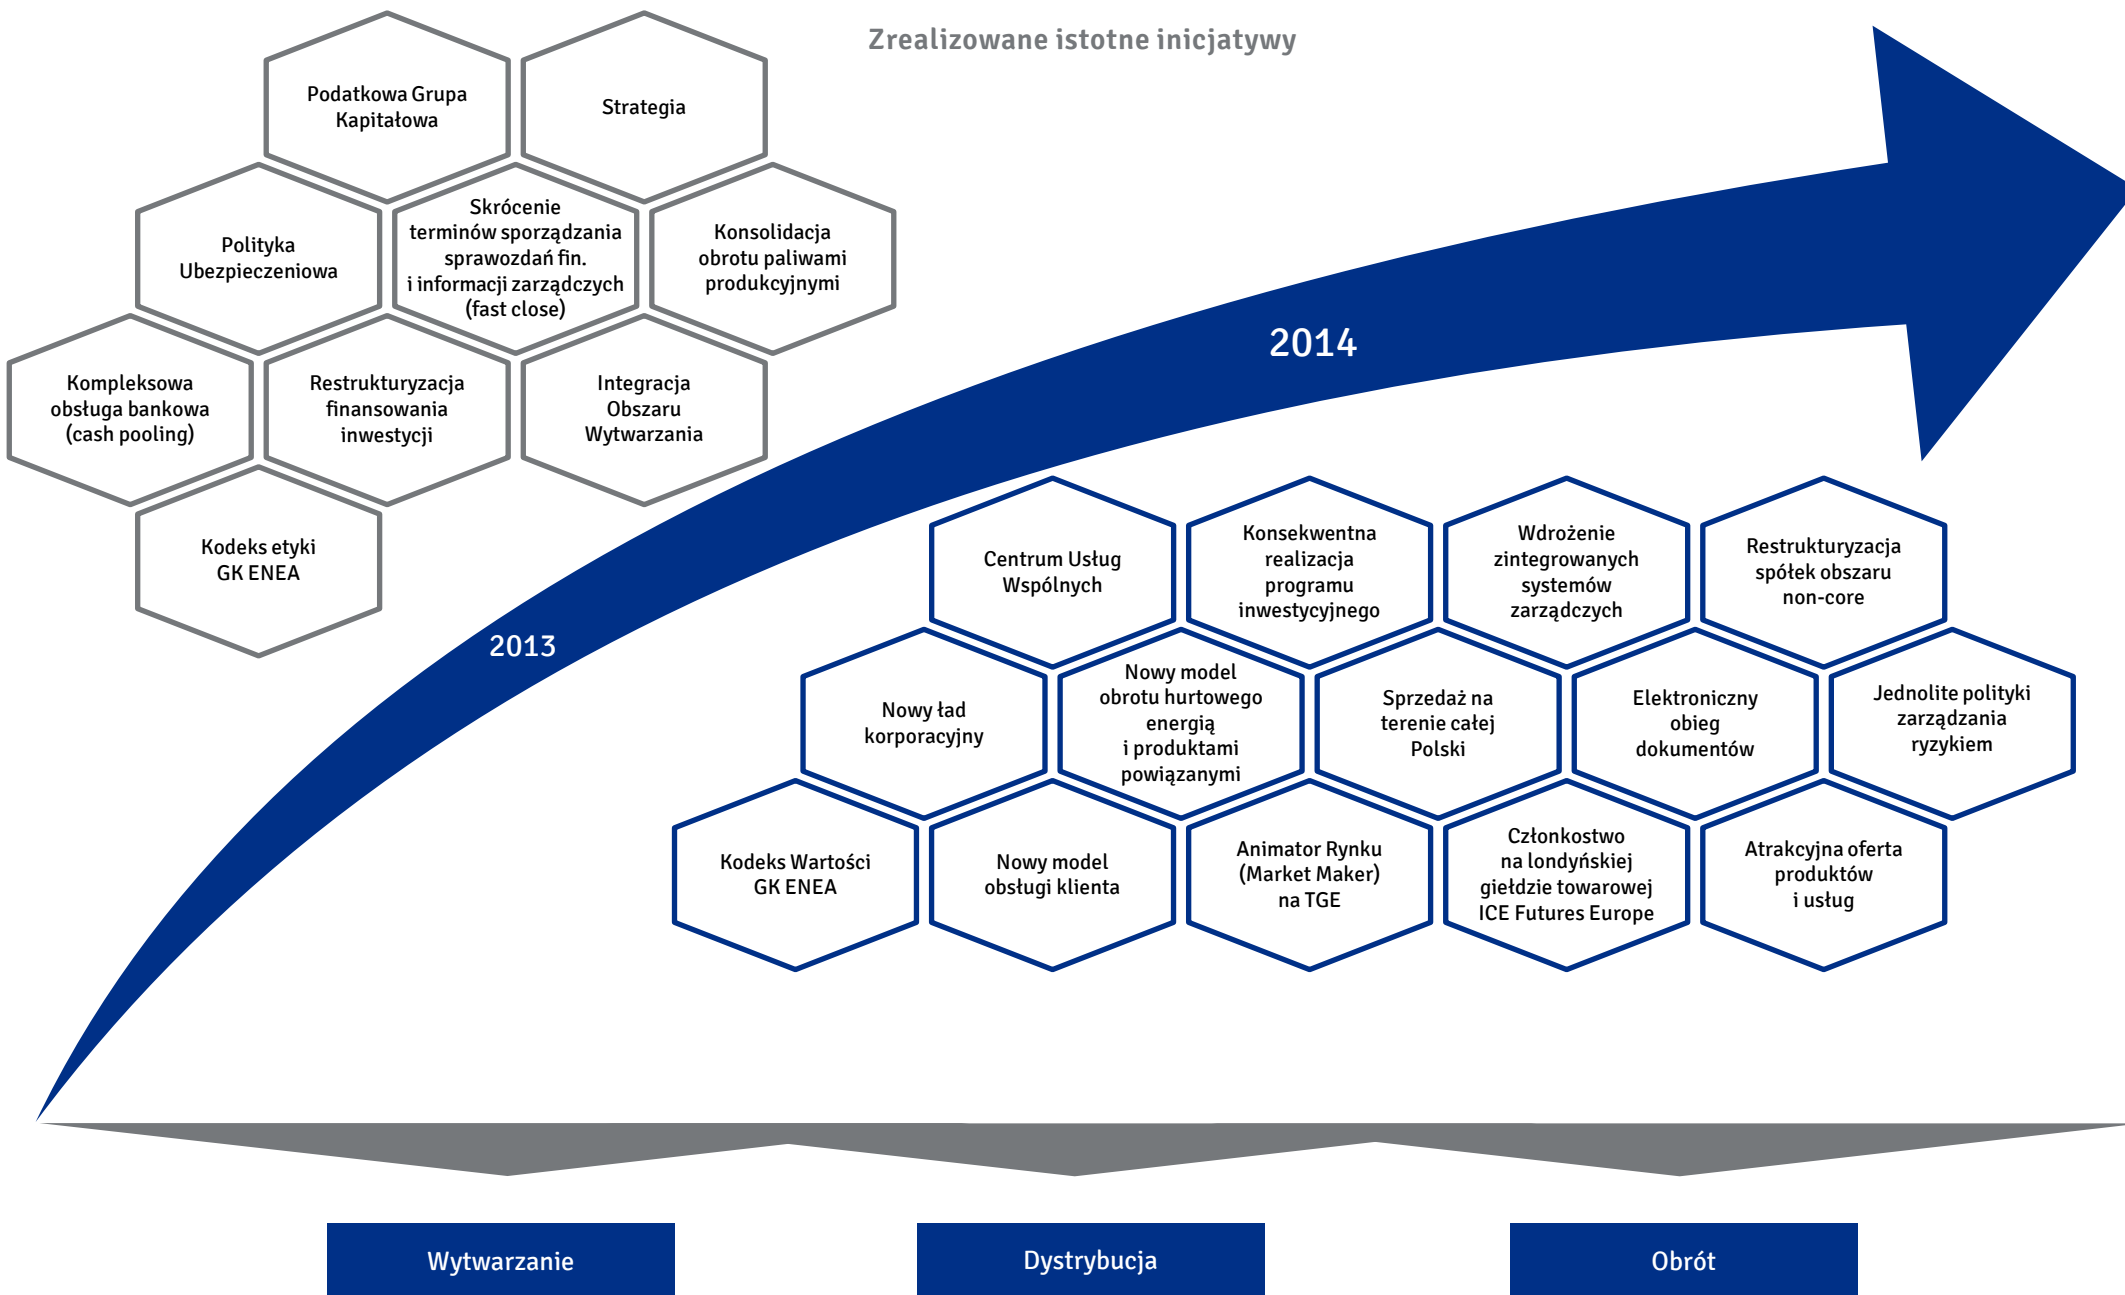 Zrealizowane istotne inicjatywy
Podatkowa Grupa
Kapitałowa
Strategia
Polityka
Ubezpieczeniowa
Skrócenie
terminów sporządzania
sprawozdań fin.
i informacji zarządczych
(fast close)
Konsolidacja
obrotu paliwami
produkcyjnymi
Kompleksowa
obsługa bankowa
(cash pooling)
Restrukturyzacja
finansowania
inwestycji
Integracja
Obszaru
Wytwarzania
Kodeks etyki
GK ENEA
2013
2014
Centrum Usług
Wspólnych
Konsekwentna
realizacja
programu
inwestycyjnego
Wdrożenie
zintegrowanych
systemów
zarządczych
Restrukturyzacja
spółek obszaru
non-core
Nowy ład
korporacyjny
Nowy model
obrotu hurtowego
energią
i produktami
powiązanymi
Sprzedaż na
terenie całej
Polski
Elektroniczny
obieg
dokumentów
Jednolite polityki
zarządzania
ryzykiem
Kodeks Wartości
GK ENEA
Nowy model
obsługi klienta
Animator Rynku
(Market Maker)
na TGE
Członkostwo
na londyńskiej
giełdzie towarowej
ICE Futures Europe
Atrakcyjna oferta
produktów
i usług
Wytwarzanie
Dystrybucja
Obrót